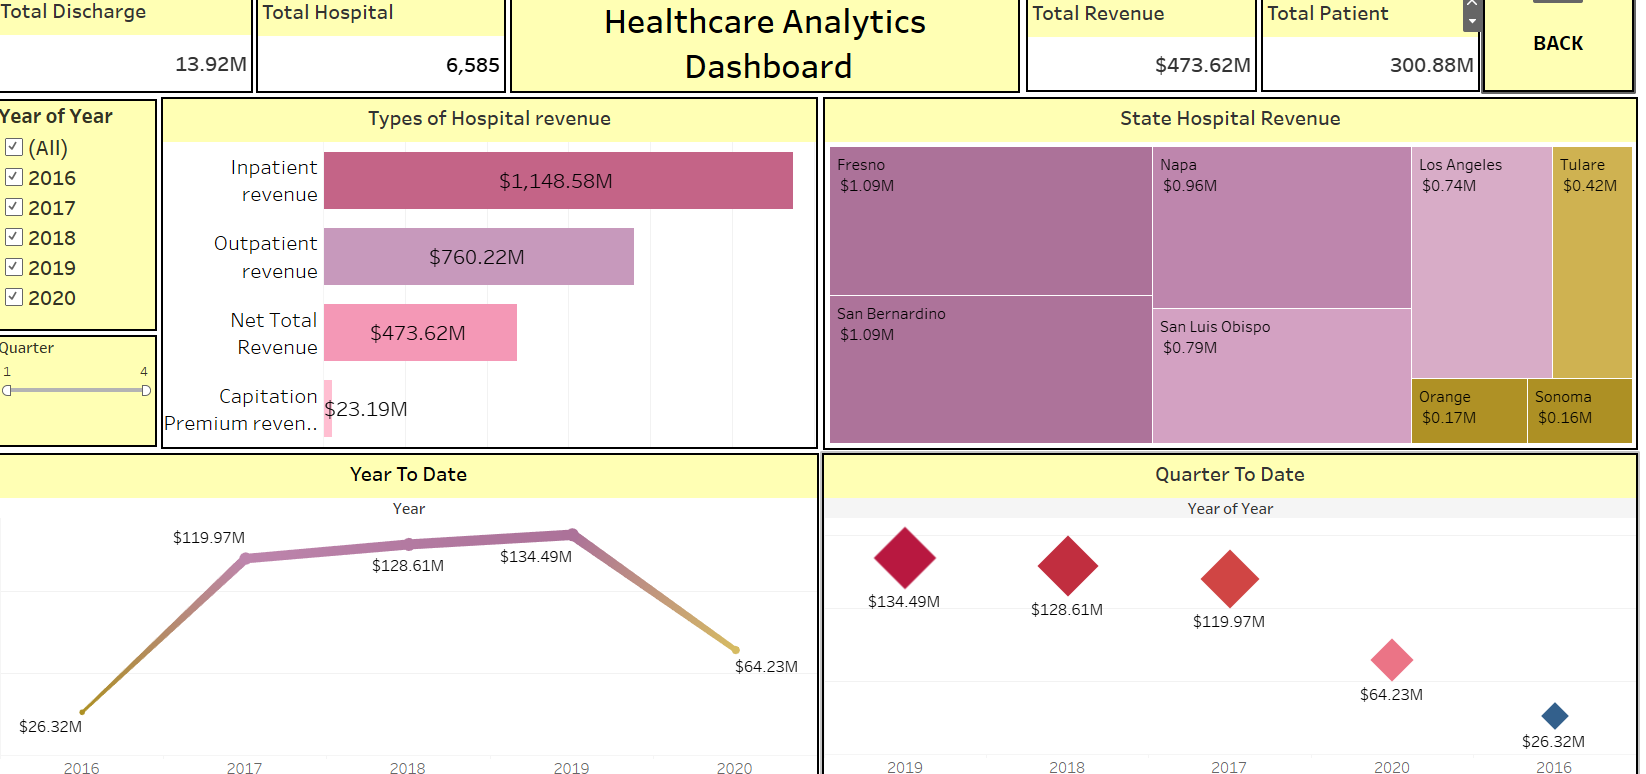 Total Discharge
13.92M
Total Hospital
6,585
Healthcare Analytics
Dashboard
Total Revenue
$473.62M
Total Patient
300.88M
BACK
Year of Year
(All)
2016
2017
2018
2019
2020
Quarter
1 4
Types of Hospital revenue
Inpatient
revenue
$1,148.58M
Outpatient
revenue
$760.22M
Net Total
Revenue
$473.62M
Capitation
Premium reven..
$23.19M
State Hospital Revenue
Fresno
$1.09M
San Bernardino
$1.09M
Napa
$0.96M
San Luis Obispo
$0.79M
Los Angeles
$0.74M
Tulare
$0.42M
Orange
$0.17M
Sonoma
$0.16M
Year To Date
Year
$119.97M
$128.61M
$134.49M
$64.23M
$26.32M
2016 2017 2018 2019 2020
Quarter To Date
Year of Year
$134.49M
$128.61M
$119.97M
$64.23M
$26.32M
2019 2018 2017 2020 2016